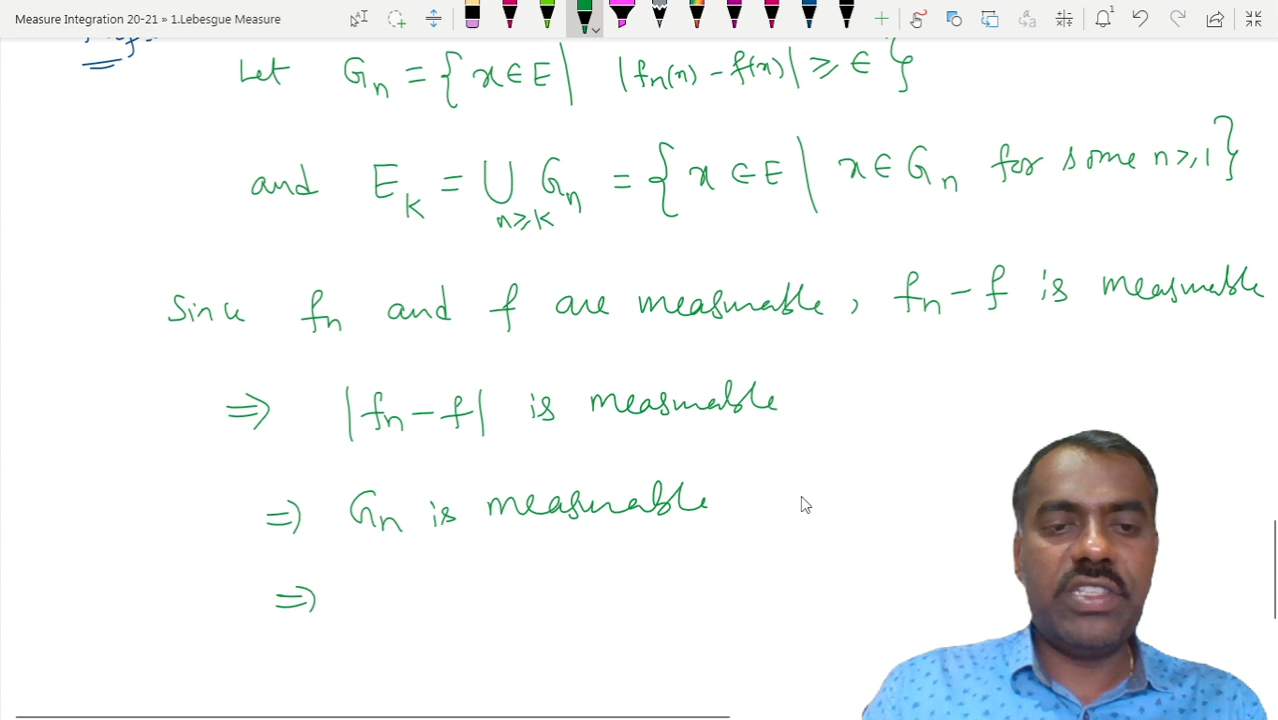 Measure Integration 20-21 » 1.Lebesgue Measure
Let Gn = { x ∈ E | |fn(x) - f(x)| ⩾ ∈ }
and E_K = ⋃_{n⩾K} Gn = { x ∈ E | x ∈ Gn for some n⩾1 }
Since fn and f are measurable, fn - f is measurable
⇒ |fn - f| is measurable
⇒ Gn is measurable
⇒